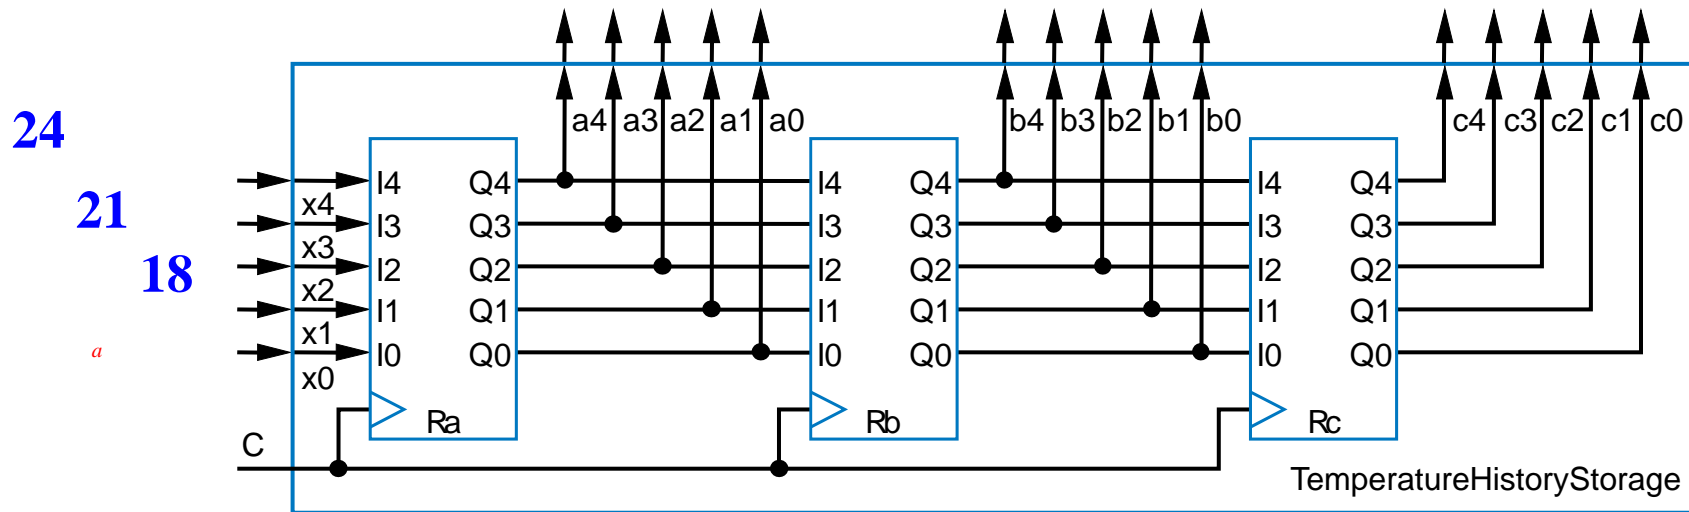 a4 a3 a2 a1 a0 b4 b3 b2 b1 b0 c4 c3 c2 c1 c0
24
I4 Q4 I4 Q4 I4 Q4
x4
21
I3 Q3 I3 Q3 I3 Q3
x3
18
I2 Q2 I2 Q2 I2 Q2
x2
I1 Q1 I1 Q1 I1 Q1
x1
a
I0 Q0 I0 Q0 I0 Q0
x0
Ra Rb Rc
C
TemperatureHistoryStorage